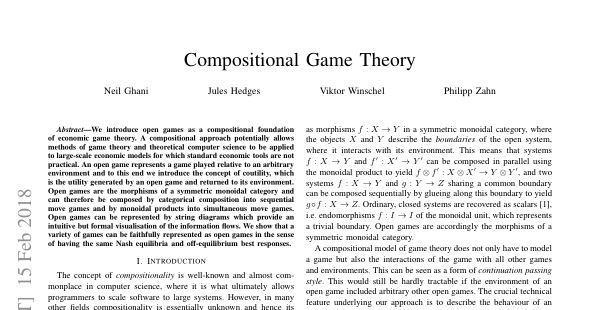 Compositional Game Theory
Neil Ghani Jules Hedges Viktor Winschel Philipp Zahn
Abstract—We introduce open games as a compositional foundation
of economic game theory. A compositional approach potentially allows
methods of game theory and theoretical computer science to be applied
to large-scale economic models for which standard economic tools are not
practical. An open game represents a game played relative to an arbitrary
environment and to this end we introduce the concept of coutility, which
is the utility generated by an open game and returned to its environment.
Open games are the morphisms of a symmetric monoidal category and
can therefore be composed by categorical composition into sequential
move games and by monoidal products into simultaneous move games.
Open games can be represented by string diagrams which provide an
intuitive but formal visualisation of the information flows. We show that a
variety of games can be faithfully represented as open games in the sense
of having the same Nash equilibria and off-equilibrium best responses.
I. INTRODUCTION
The concept of compositionality is well-known and almost com-
monplace in computer science, where it is what ultimately allows
programmers to scale software to large systems. However, in many
other fields compositionality is essentially unknown and hence its
as morphisms f : X → Y in a symmetric monoidal category, where
the objects X and Y describe the boundaries of the open system,
where it interacts with its environment. This means that systems
f : X → Y and f′ : X′ → Y′ can be composed in parallel using
the monoidal product to yield f ⊗ f′ : X ⊗ X′ → Y ⊗ Y′, and two
systems f : X → Y and g : Y → Z sharing a common boundary
can be composed sequentially by glueing along this boundary to yield
g ∘ f : X → Z. Ordinary, closed systems are recovered as scalars [1],
i.e. endomorphisms f : I → I of the monoidal unit, which represents
a trivial boundary. Open games are accordingly the morphisms of a
symmetric monoidal category.
A compositional model of game theory does not only have to model
a game but also the interactions of the game with all other games
and environments. This can be seen as a form of continuation passing
style. This would still be hardly tractable if the environment of an
open game included arbitrary other open games. The crucial technical
feature underlying our approach is to describe the behaviour of an
T] 15 Feb 2018